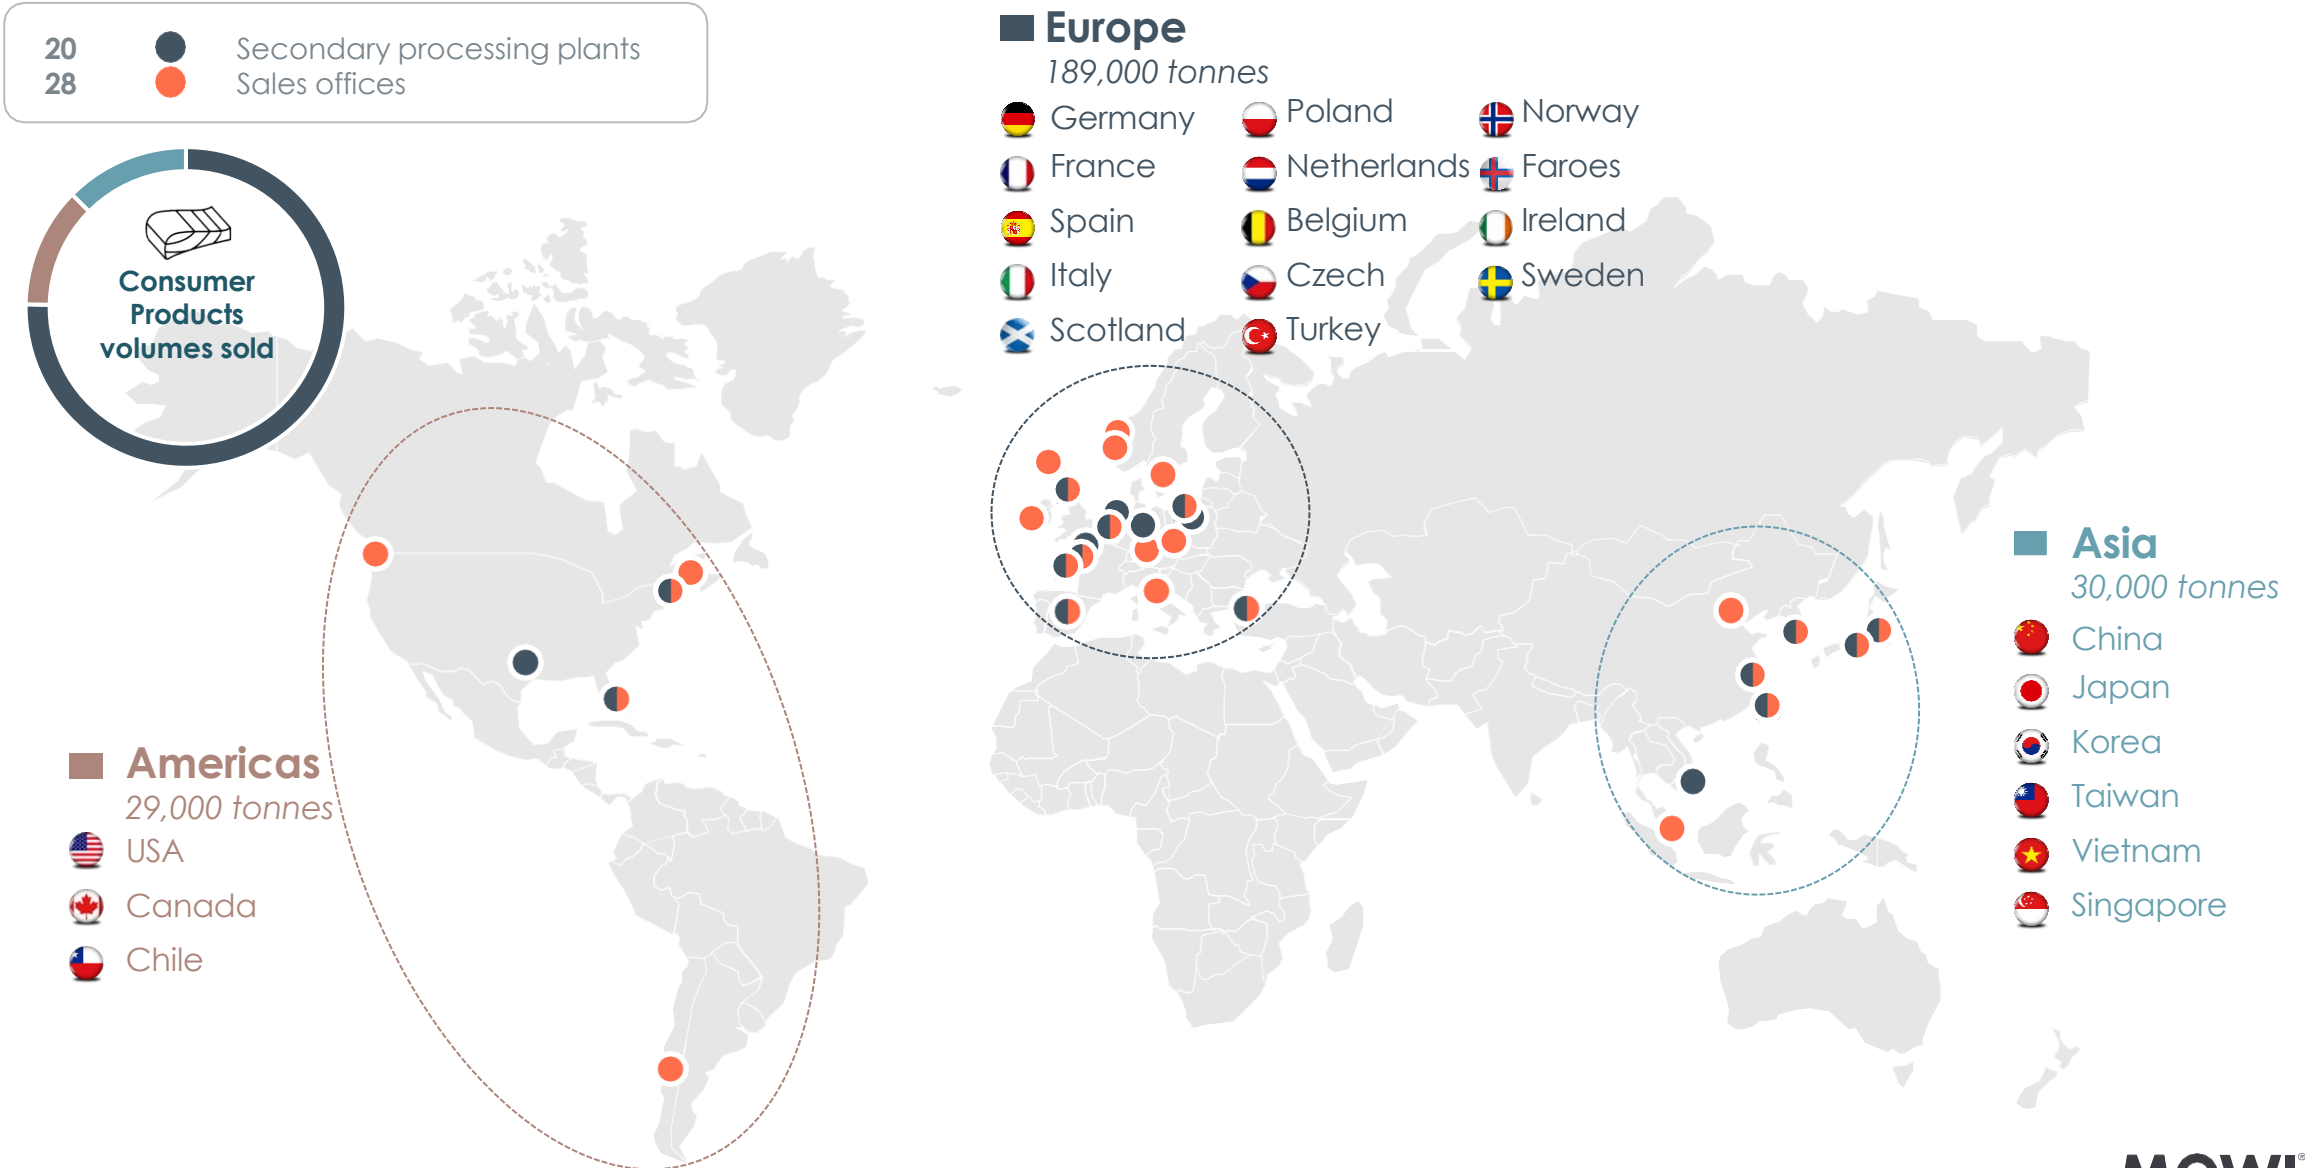 20 Secondary processing plants
28 Sales offices
Consumer
Products
volumes sold
Europe
189,000 tonnes
Germany
Poland
Norway
France
Netherlands
Faroes
Spain
Belgium
Ireland
Italy
Czech
Sweden
Scotland
Turkey
Americas
29,000 tonnes
USA
Canada
Chile
Asia
30,000 tonnes
China
Japan
Korea
Taiwan
Vietnam
Singapore
MOWI®